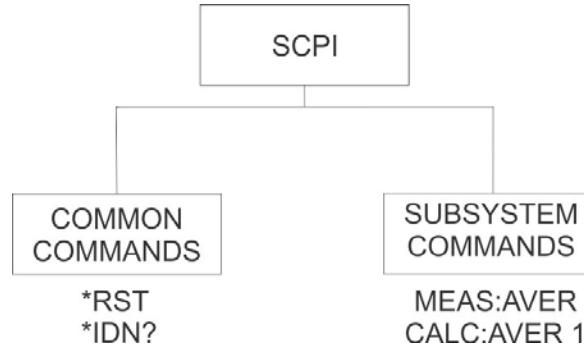 SCPI
COMMON
COMMANDS
*RST
*IDN?
SUBSYSTEM
COMMANDS
MEAS:AVER
CALC:AVER 1